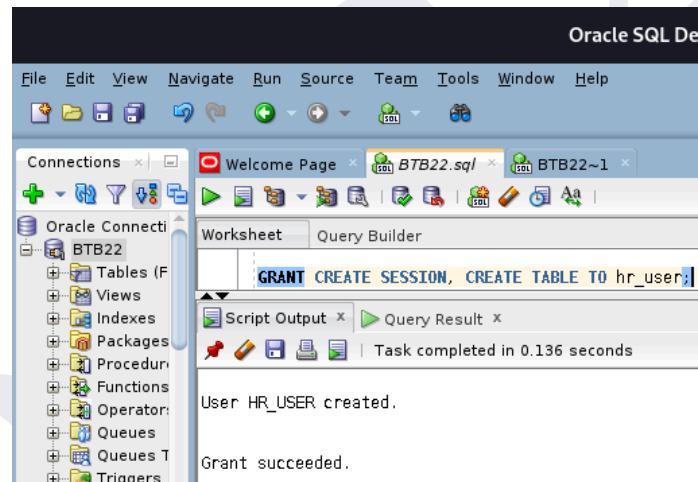 Oracle SQL De
File Edit View Navigate Run Source Team Tools Window Help
Connections
Welcome Page
BTB22.sql
BTB22~1
Oracle Connecti
BTB22
Tables (F
Views
Indexes
Packages
Procedur
Functions
Operator
Queues
Queues T
Triggers
Worksheet Query Builder
GRANT CREATE SESSION, CREATE TABLE TO hr_user;
Script Output x Query Result x
Task completed in 0.136 seconds
User HR_USER created.
Grant succeeded.